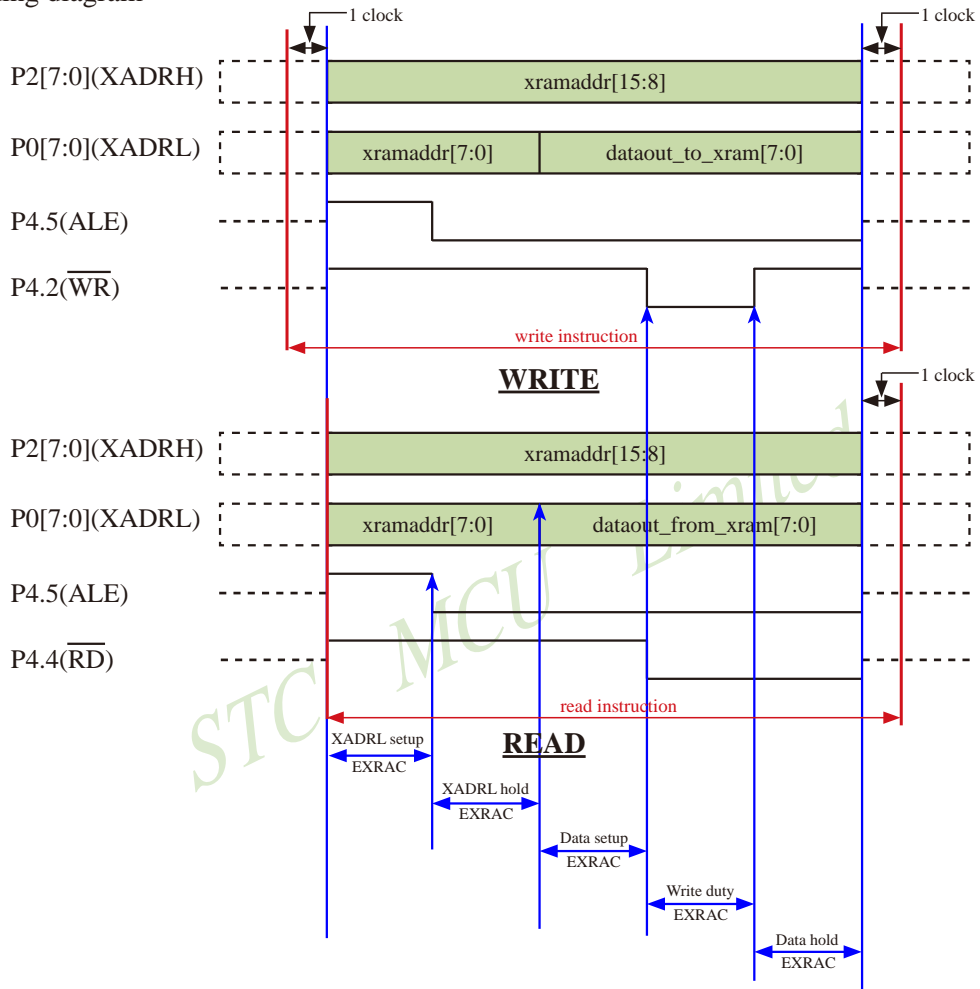 ing diagram
1 clock
1 clock
P2[7:0](XADRH)
xramaddr[15:8]
P0[7:0](XADRL)
xramaddr[7:0]
dataout_to_xram[7:0]
P4.5(ALE)
P4.2(WR)
write instruction
WRITE
1 clock
P2[7:0](XADRH)
xramaddr[15:8]
P0[7:0](XADRL)
xramaddr[7:0]
dataout_from_xram[7:0]
P4.5(ALE)
P4.4(RD)
read instruction
READ
STC MCU Limited
XADRL setup
EXRAC
XADRL hold
EXRAC
Data setup
EXRAC
Write duty
EXRAC
Data hold
EXRAC